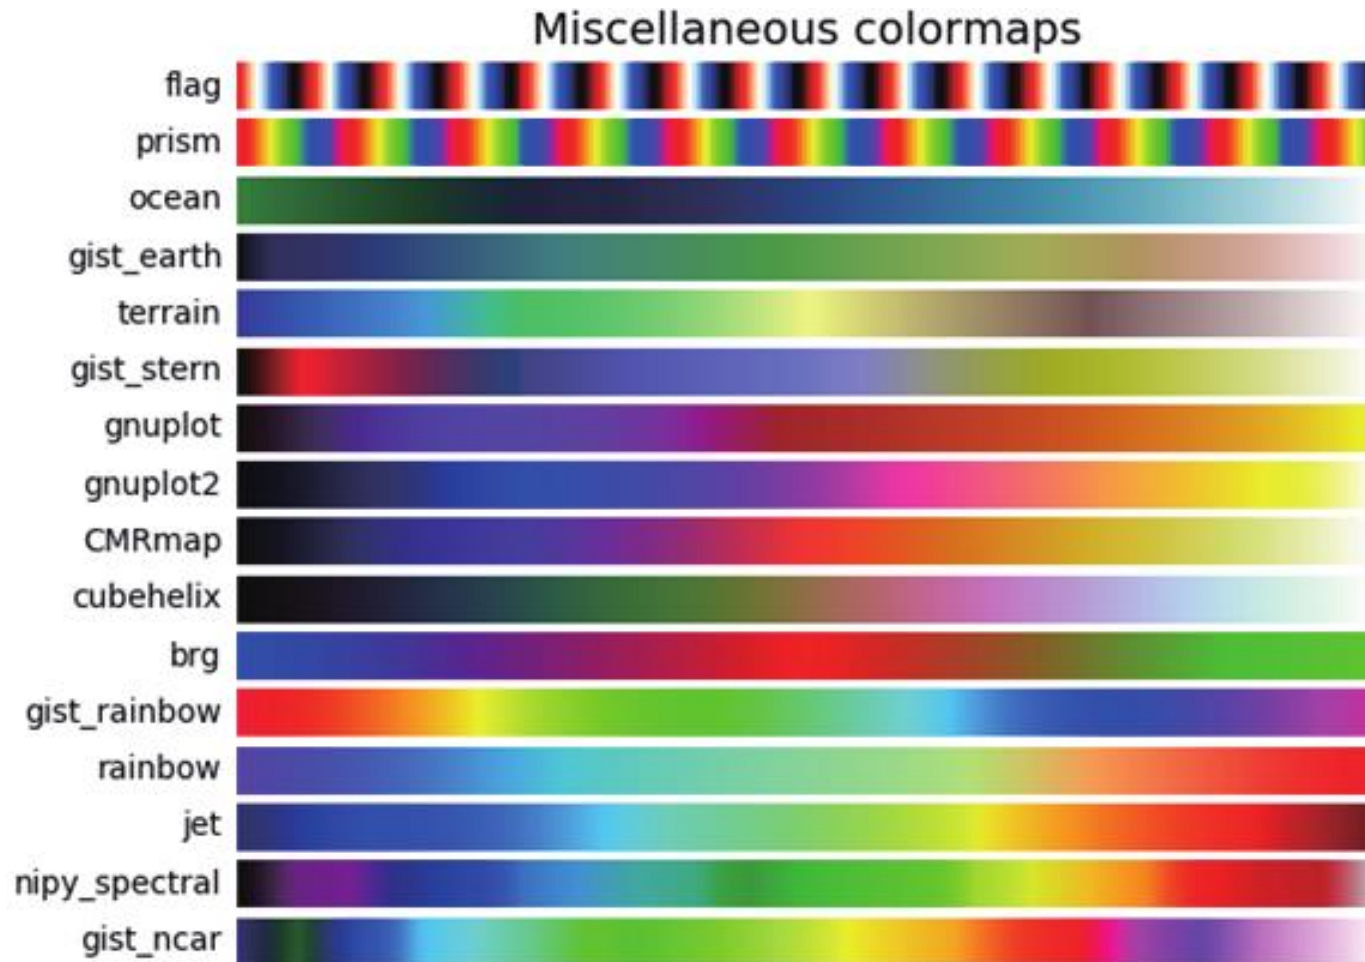 Miscellaneous colormaps
flag
prism
ocean
gist_earth
terrain
gist_stern
gnuplot
gnuplot2
CMRmap
cubehelix
brg
gist_rainbow
rainbow
jet
nipy_spectral
gist_ncar